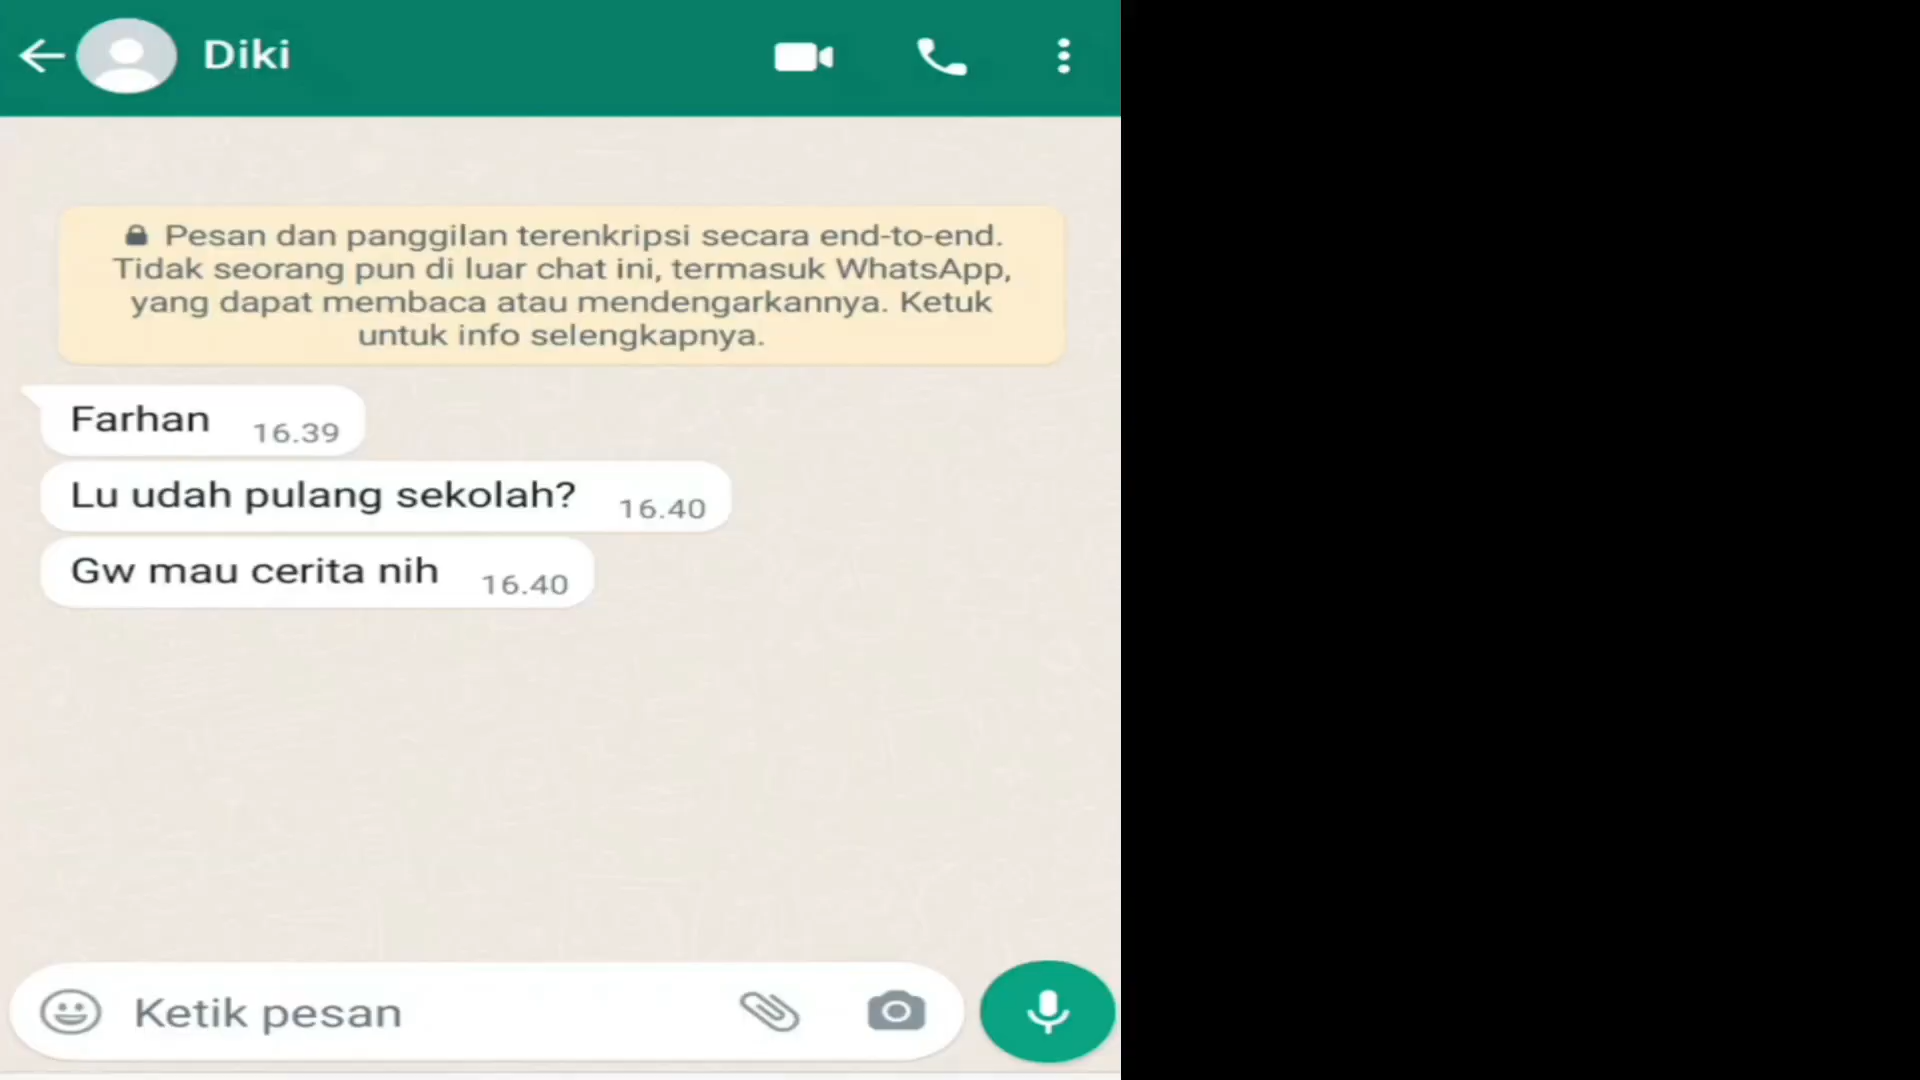 Diki
Pesan dan panggilan terenkripsi secara end-to-end.
Tidak seorang pun di luar chat ini, termasuk WhatsApp,
yang dapat membaca atau mendengarkannya. Ketuk
untuk info selengkapnya.
Farhan 16.39
Lu udah pulang sekolah? 16.40
Gw mau cerita nih 16.40
Ketik pesan